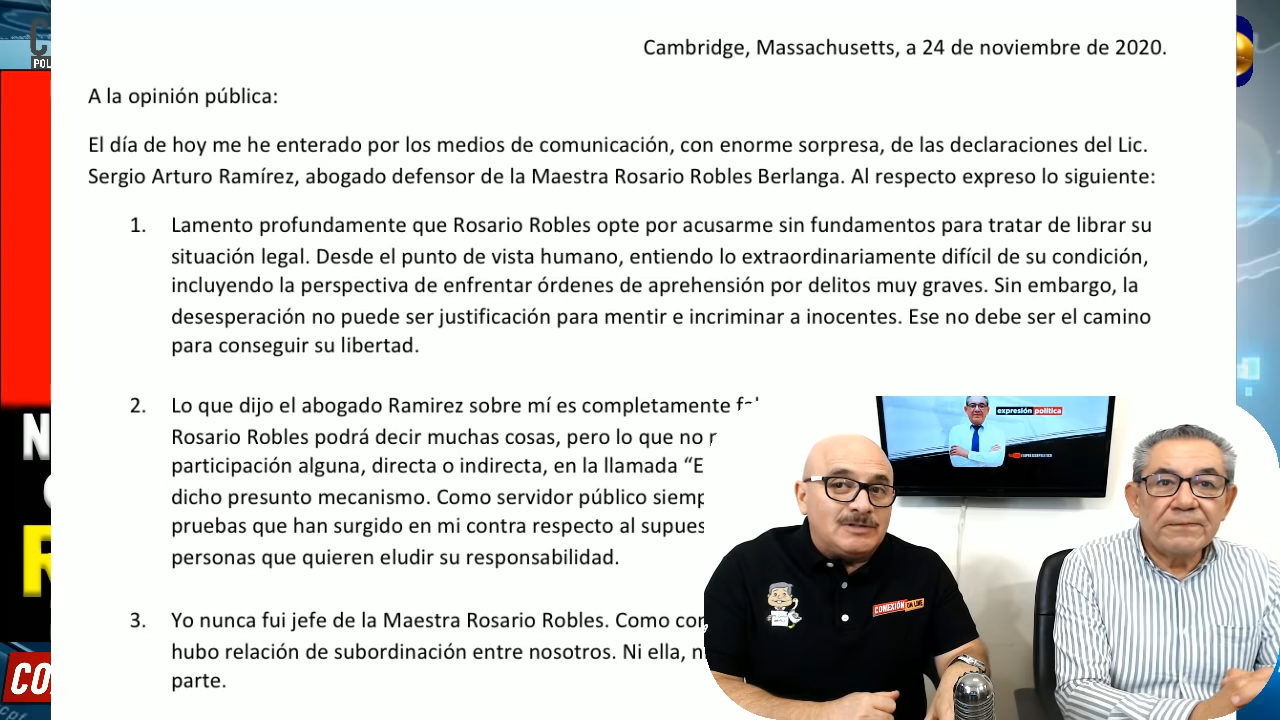 Cambridge, Massachusetts, a 24 de noviembre de 2020.
A la opinión pública:
El día de hoy me he enterado por los medios de comunicación, con enorme sorpresa, de las declaraciones del Lic.
Sergio Arturo Ramírez, abogado defensor de la Maestra Rosario Robles Berlanga. Al respecto expreso lo siguiente:
1. Lamento profundamente que Rosario Robles opte por acusarme sin fundamentos para tratar de librar su
situación legal. Desde el punto de vista humano, entiendo lo extraordinariamente difícil de su condición,
incluyendo la perspectiva de enfrentar órdenes de aprehensión por delitos muy graves. Sin embargo, la
desesperación no puede ser justificación para mentir e incriminar a inocentes. Ese no debe ser el camino
para conseguir su libertad.
2. Lo que dijo el abogado Ramirez sobre mí es completamente
Rosario Robles podrá decir muchas cosas, pero lo que no
participación alguna, directa o indirecta, en la llamada “E
dicho presunto mecanismo. Como servidor público siemp
pruebas que han surgido en mi contra respecto al supues
personas que quieren eludir su responsabilidad.
3. Yo nunca fui jefe de la Maestra Rosario Robles. Como con
hubo relación de subordinación entre nosotros. Ni ella, n
parte.
expresión política
CONEXIÓN ON LINE
POL
N
R
CO